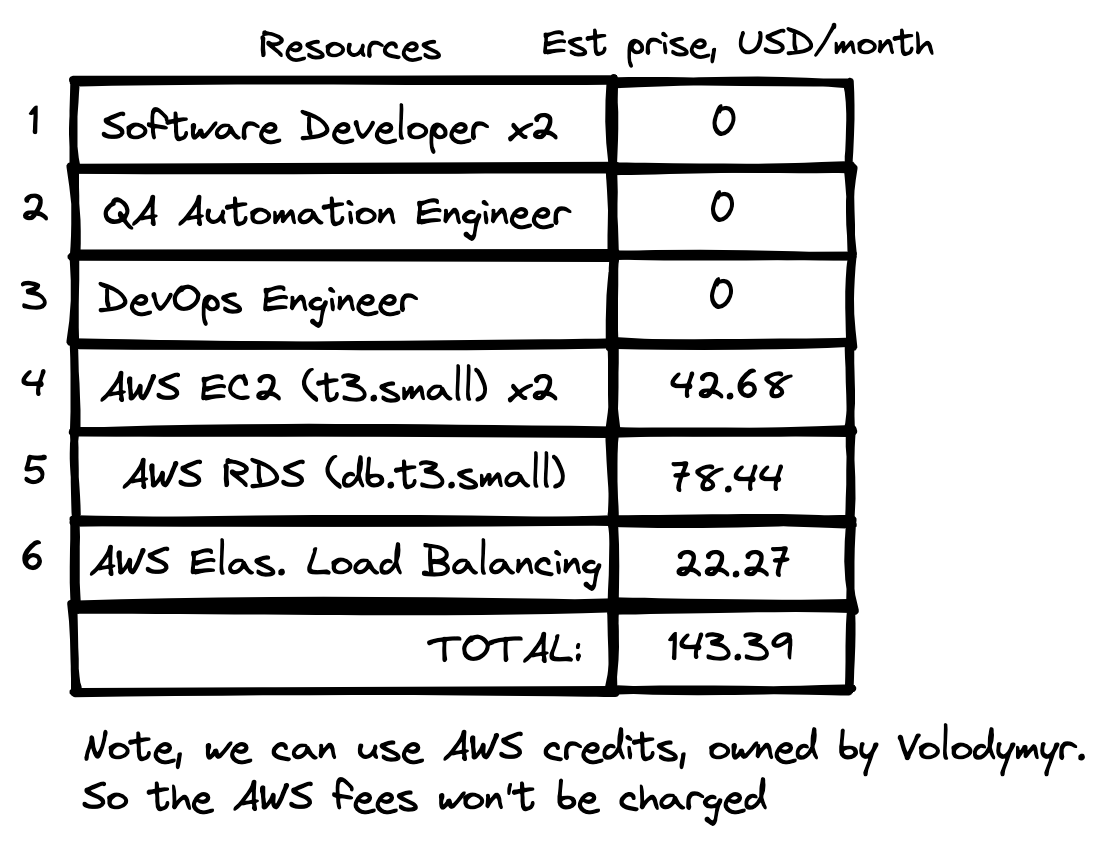 Resources Est prise, USD/month
1 Software Developer x2 0
2 QA Automation Engineer 0
3 DevOps Engineer 0
4 AWS EC2 (t3.small) x2 42.68
5 AWS RDS (db.t3.small) 78.44
6 AWS Elas. Load Balancing 22.27
TOTAL: 143.39
Note, we can use AWS credits, owned by Volodymyr.
So the AWS fees won't be charged